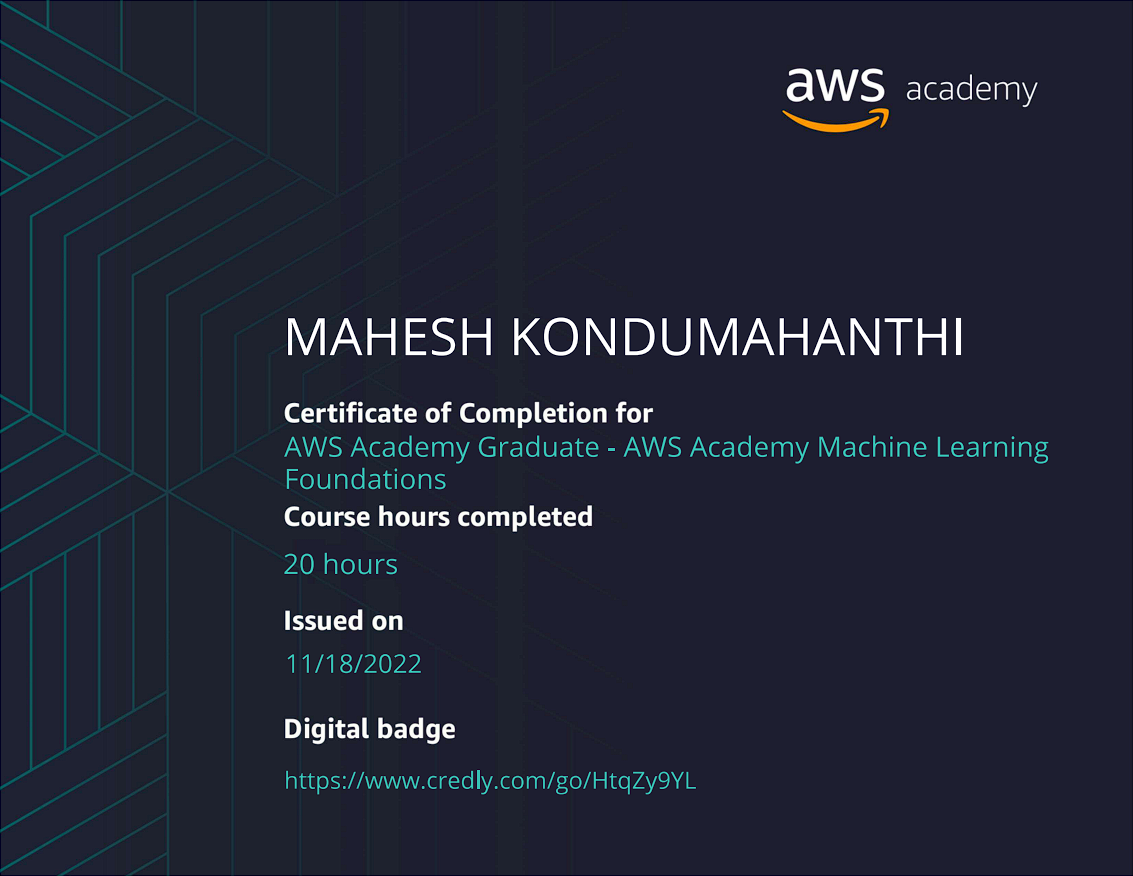 aws academy
MAHESH KONDUMAHANTHI
Certificate of Completion for
AWS Academy Graduate - AWS Academy Machine Learning
Foundations
Course hours completed
20 hours
Issued on
11/18/2022
Digital badge
https://www.credly.com/go/HtqZy9YL